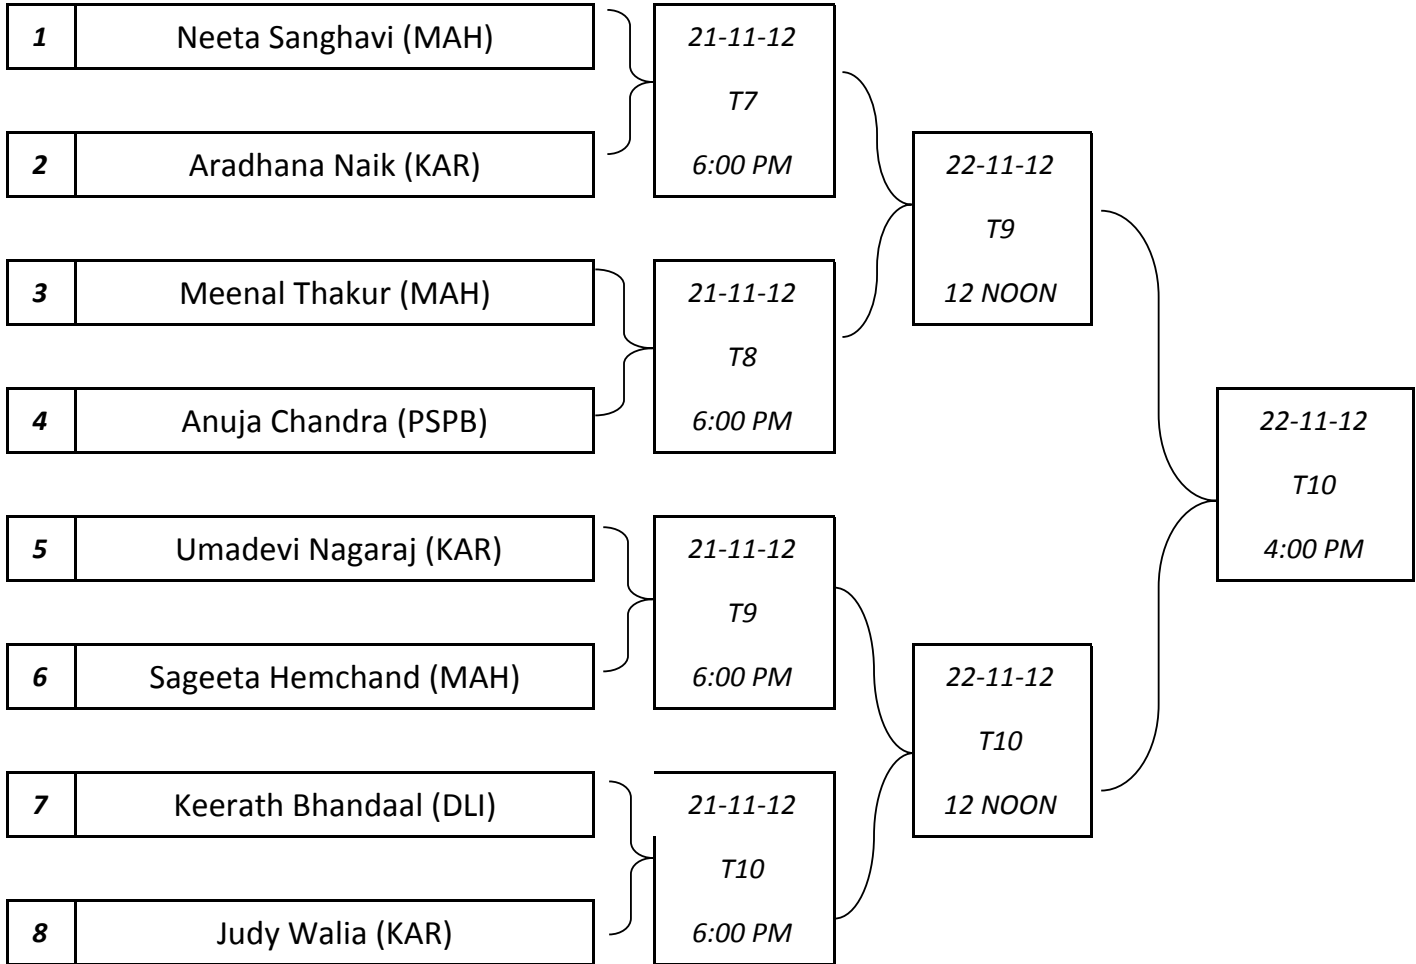 1 Neeta Sanghavi (MAH)
2 Aradhana Naik (KAR)
3 Meenal Thakur (MAH)
4 Anuja Chandra (PSPB)
5 Umadevi Nagaraj (KAR)
6 Sageeta Hemchand (MAH)
7 Keerath Bhandaal (DLI)
8 Judy Walia (KAR)
21-11-12
T7
6:00 PM
21-11-12
T8
6:00 PM
21-11-12
T9
6:00 PM
21-11-12
T10
6:00 PM
22-11-12
T9
12 NOON
22-11-12
T10
12 NOON
22-11-12
T10
4:00 PM